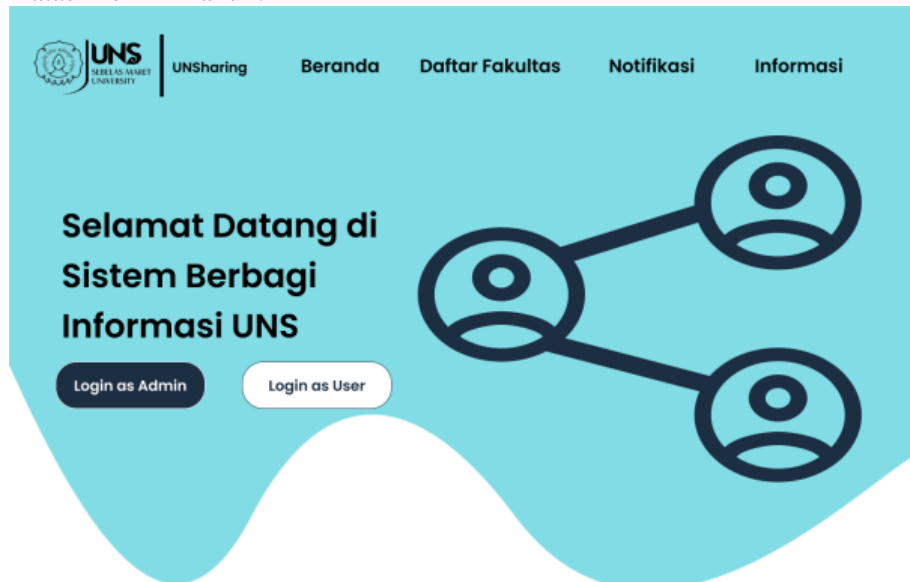 UNS
SEBELAS MARET
UNIVERSITY
UNSharing
Beranda
Daftar Fakultas
Notifikasi
Informasi
Selamat Datang di
Sistem Berbagi
Informasi UNS
Login as Admin
Login as User